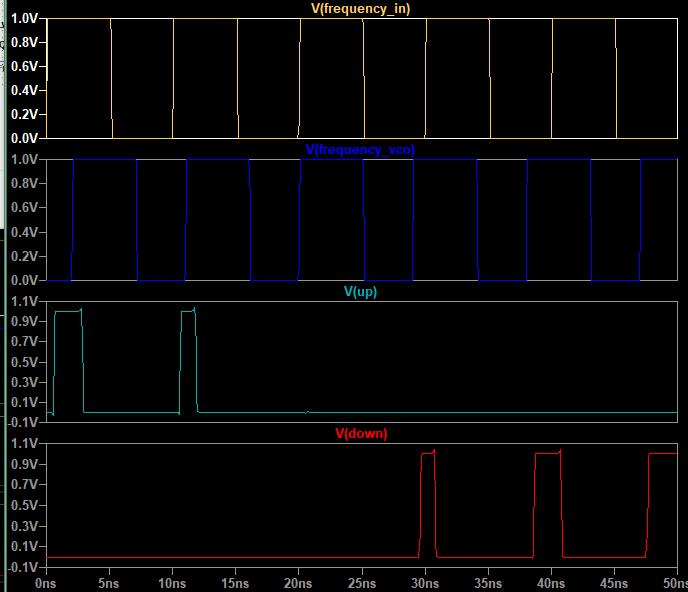 V(frequency_in)
1.0V
0.8V
0.6V
0.4V
0.2V
0.0V
V(frequency_vco)
1.0V
0.8V
0.6V
0.4V
0.2V
0.0V
V(up)
1.1V
0.9V
0.7V
0.5V
0.3V
0.1V
-0.1V
V(down)
1.1V
0.9V
0.7V
0.5V
0.3V
0.1V
-0.1V
0ns 5ns 10ns 15ns 20ns 25ns 30ns 35ns 40ns 45ns 50ns